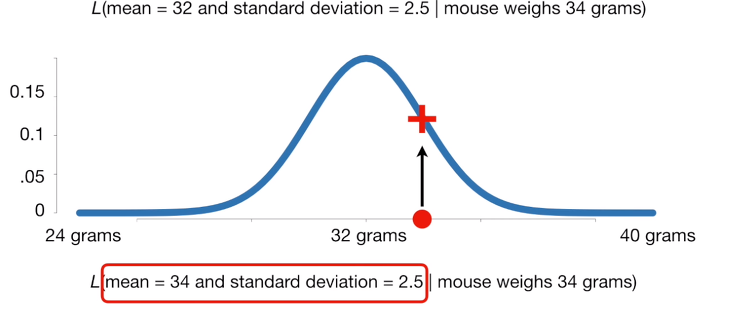 L(mean = 32 and standard deviation = 2.5 | mouse weighs 34 grams)
0.15
0.1
.05
0
24 grams 32 grams 40 grams
L(mean = 34 and standard deviation = 2.5 | mouse weighs 34 grams)